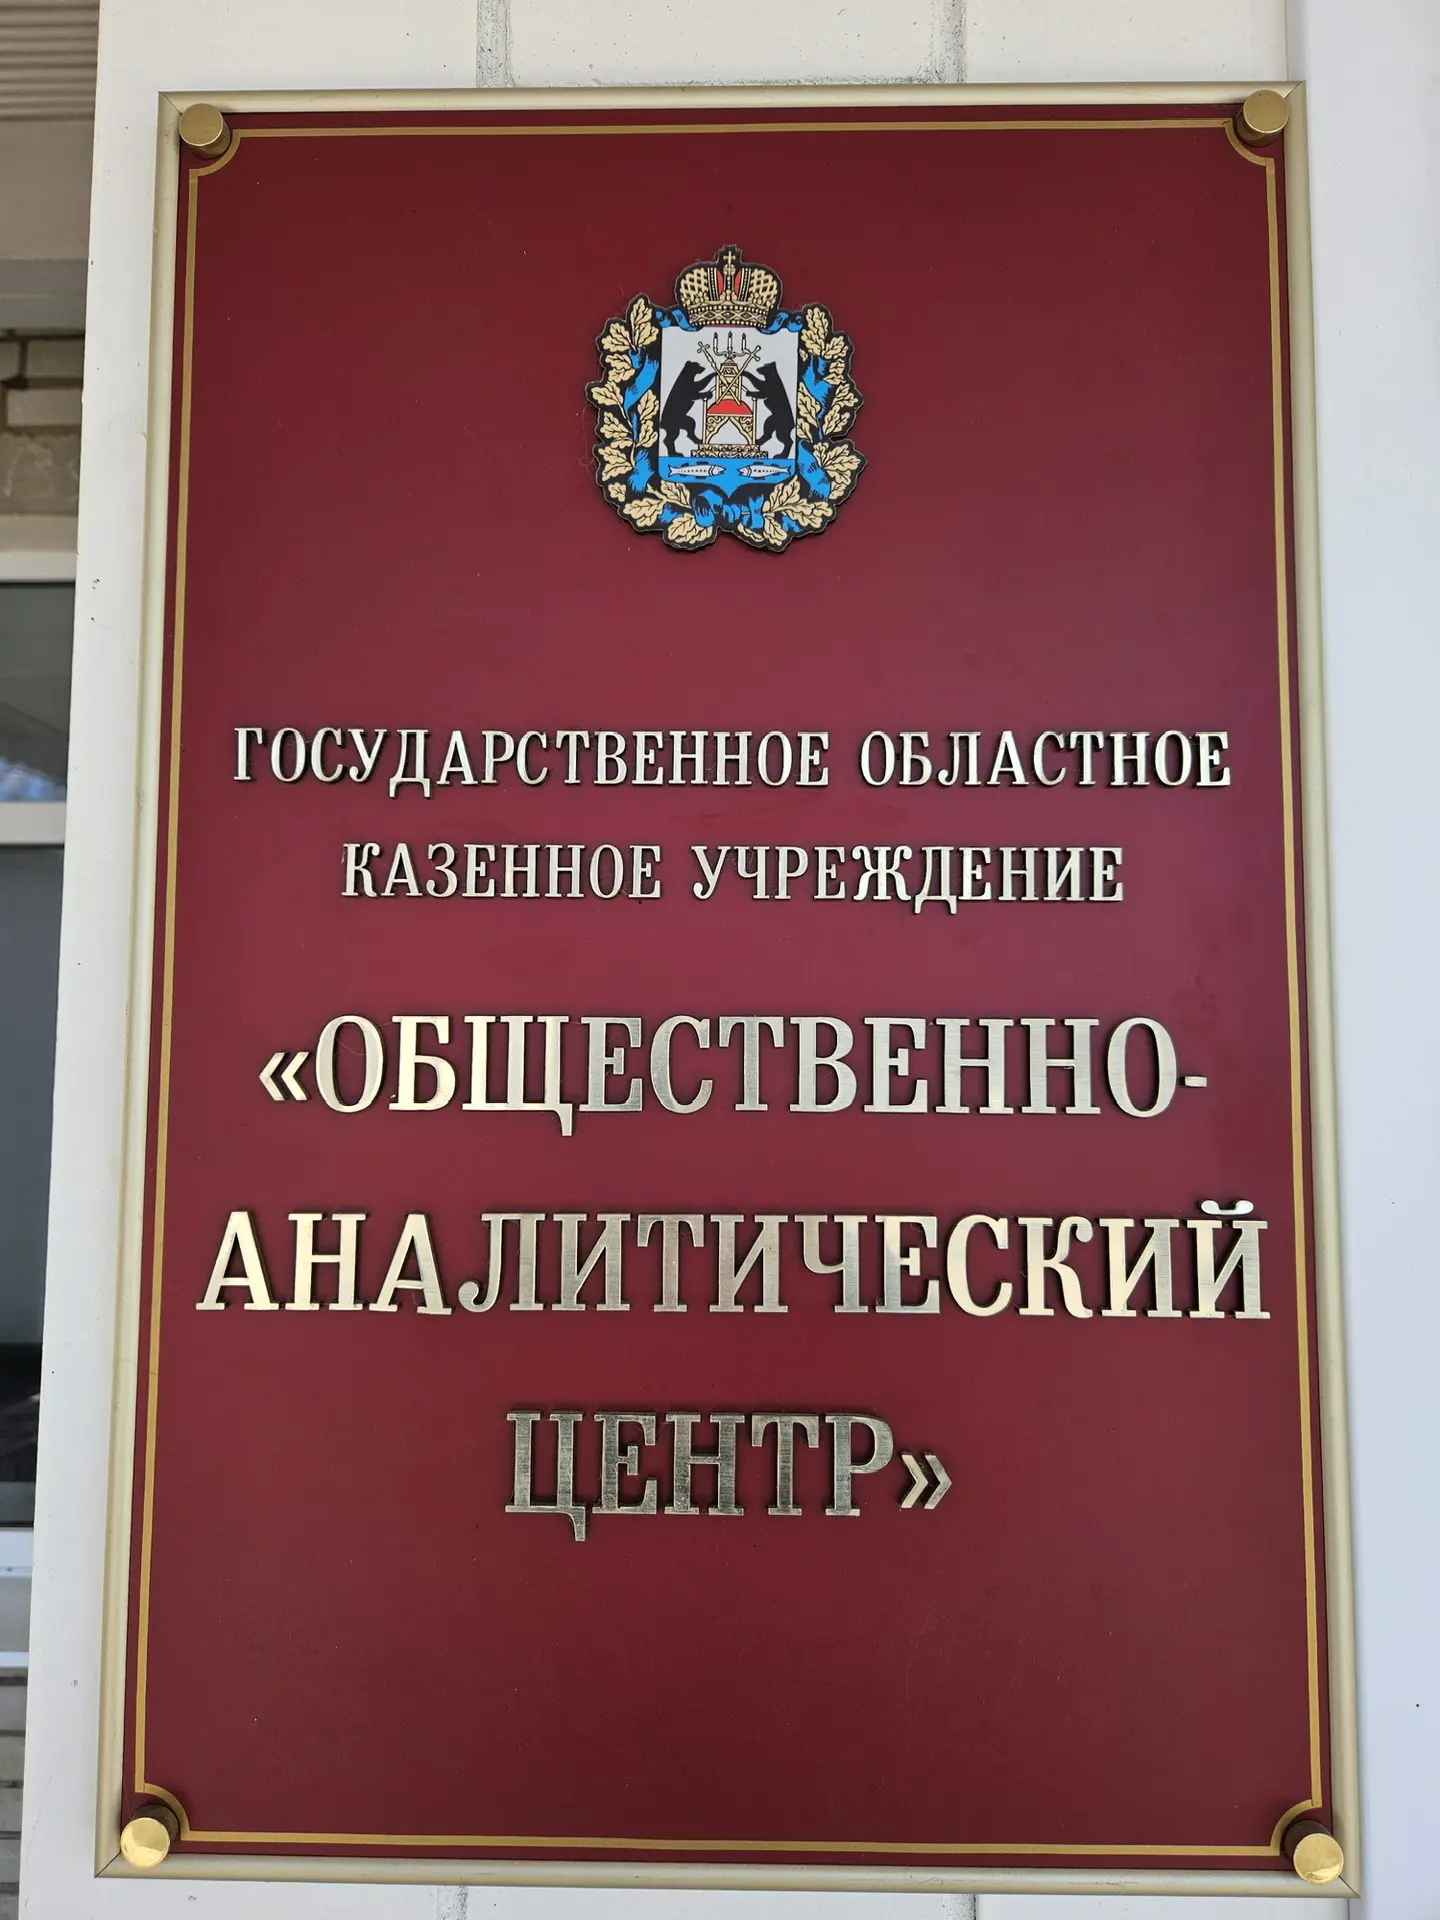 ГОСУДАРСТВЕННОЕ ОБЛАСТНОЕ
КАЗЕННОЕ УЧРЕЖДЕНИЕ
«ОБЩЕСТВЕННО-
АНАЛИТИЧЕСКИЙ
ЦЕНТР»